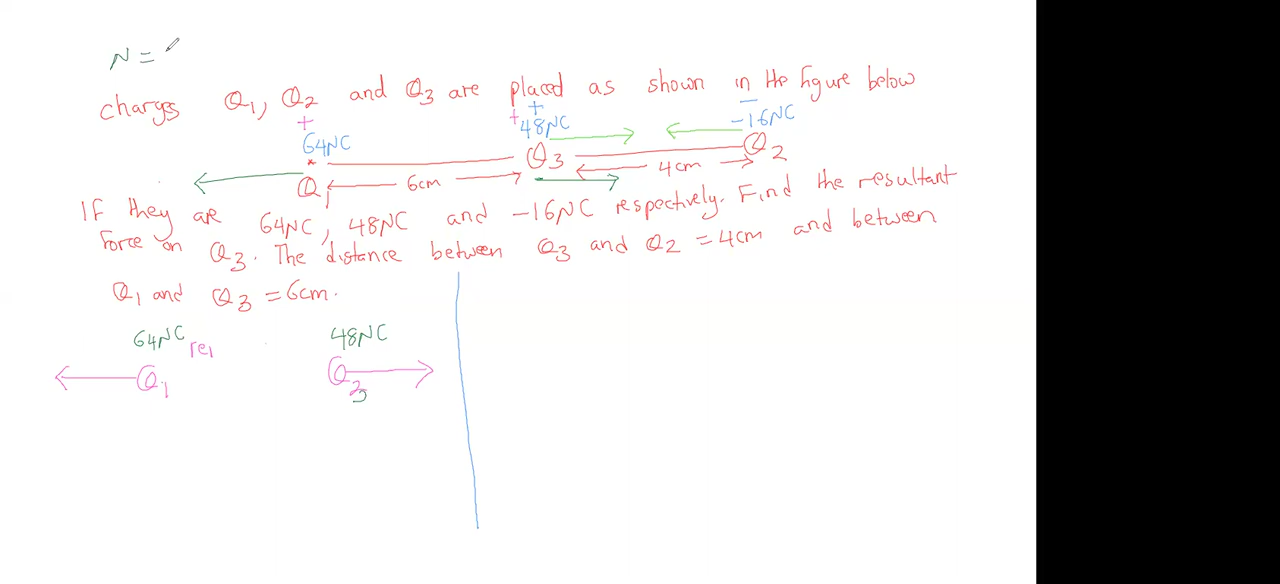 N =
charges Q1, Q2 and Q3 are placed as shown in the figure below
+ + + −
64NC 48NC -16NC
Q1 6cm Q3 4cm Q2
If they are 64NC, 48NC and -16NC respectively. Find the resultant
Force on Q3. The distance between Q3 and Q2 = 4cm and between
Q1 and Q3 = 6cm.
64NC rei 48NC
Q1 Q3